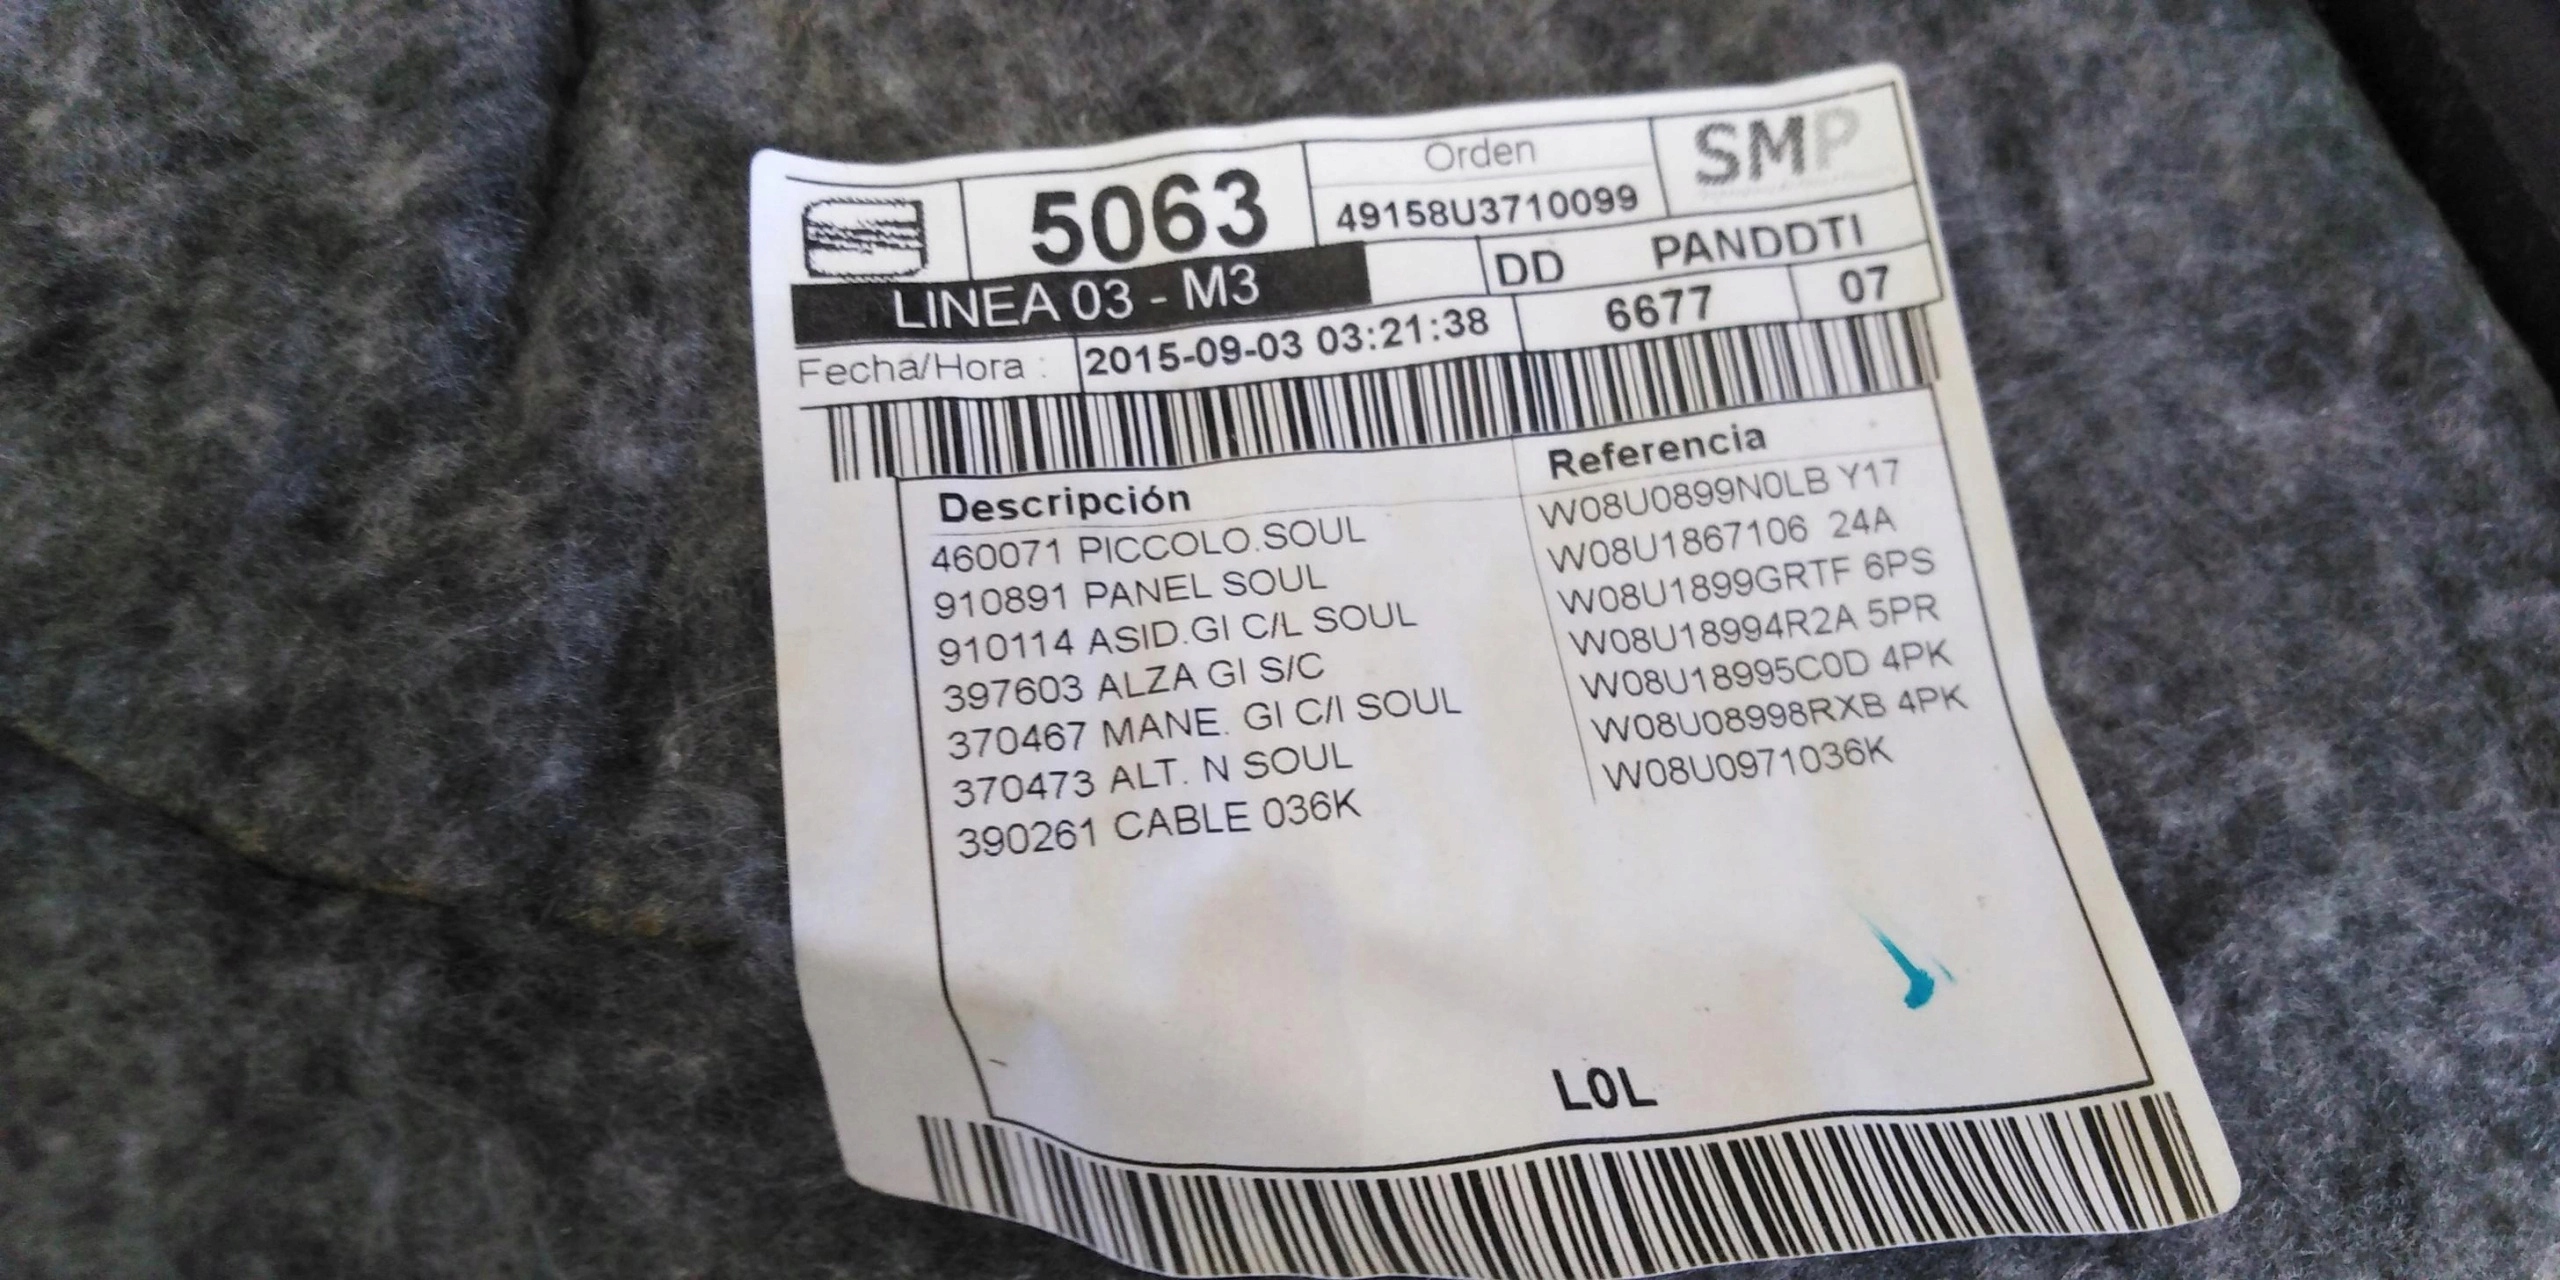 5063
Orden
49158U3710099
SMP
LINEA 03 - M3
DD PANDDTI
Fecha/Hora : 2015-09-03 03:21:38 6677 07
Descripción Referencia
460071 PICCOLO.SOUL W08U0899N0LB Y17
910891 PANEL SOUL W08U1867106 24A
910114 ASID.GI C/L SOUL W08U1899GRTF 6PS
397603 ALZA GI S/C W08U18994R2A 5PR
370467 MANE. GI C/I SOUL W08U18995C0D 4PK
370473 ALT. N SOUL W08U08998RXB 4PK
390261 CABLE 036K W08U0971036K
L0L